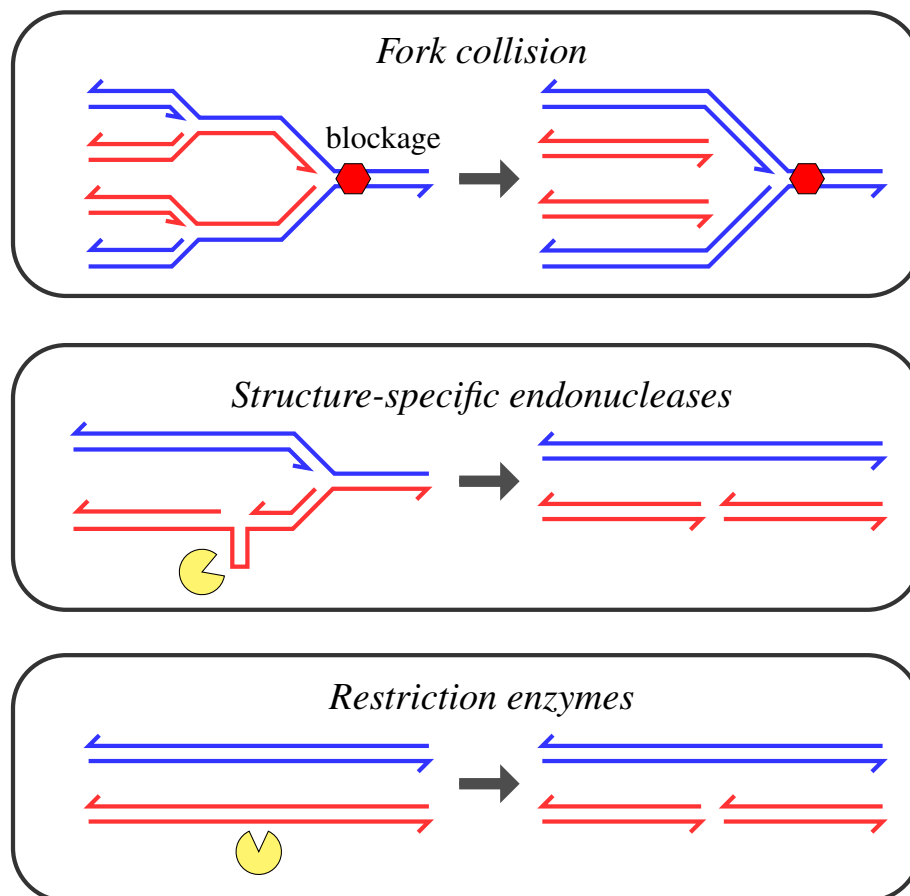 Fork collision
blockage
Structure-specific endonucleases
Restriction enzymes